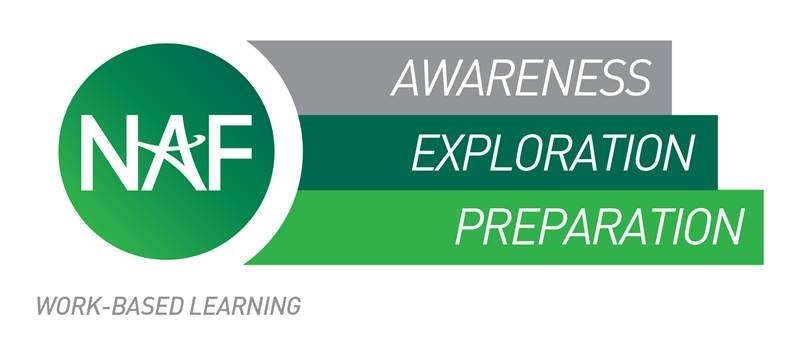 NAF
AWARENESS
EXPLORATION
PREPARATION
WORK-BASED LEARNING